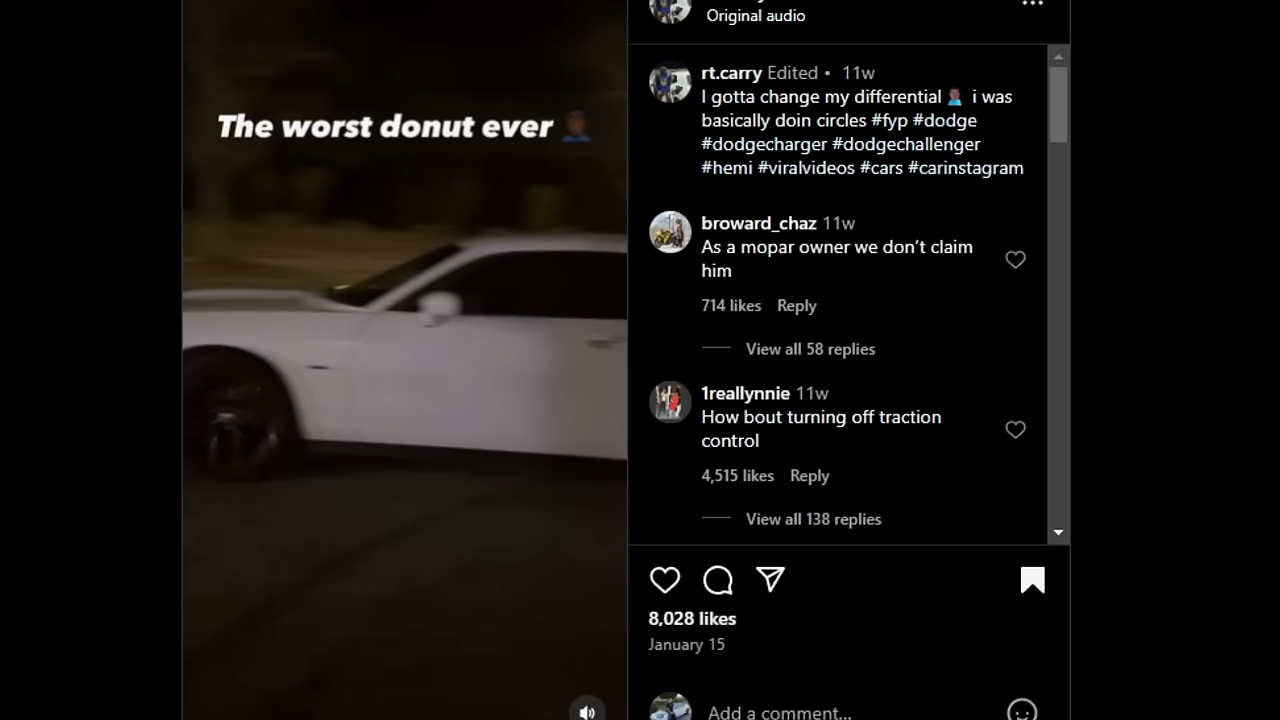 Original audio
The worst donut ever 🤦🏿‍♂️
rt.carry Edited • 11w
I gotta change my differential 🤦🏾‍♂️ i was
basically doin circles #fyp #dodge
#dodgecharger #dodgechallenger
#hemi #viralvideos #cars #carinstagram
broward_chaz 11w
As a mopar owner we don’t claim
him
714 likes Reply
View all 58 replies
1reallynnie 11w
How bout turning off traction
control
4,515 likes Reply
View all 138 replies
8,028 likes
January 15
Add a comment...